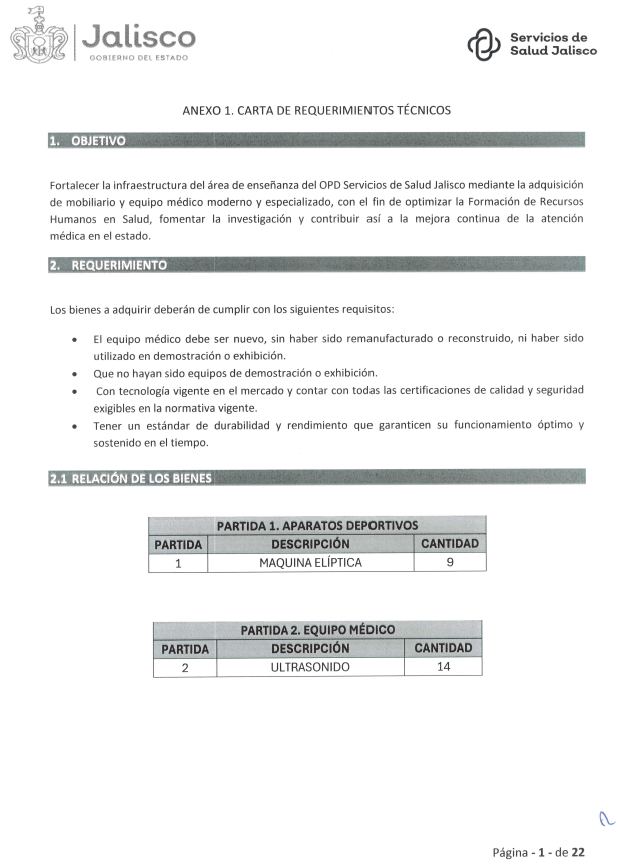 Jalisco
GOBIERNO DEL ESTADO
Servicios de
Salud Jalisco
ANEXO 1. CARTA DE REQUERIMIENTOS TÉCNICOS
1. OBJETIVO
Fortalecer la infraestructura del área de enseñanza del OPD Servicios de Salud Jalisco mediante la adquisición
de mobiliario y equipo médico moderno y especializado, con el fin de optimizar la Formación de Recursos
Humanos en Salud, fomentar la investigación y contribuir así a la mejora continua de la atención
médica en el estado.
2. REQUERIMIENTO
Los bienes a adquirir deberán de cumplir con los siguientes requisitos:
• El equipo médico debe ser nuevo, sin haber sido remanufacturado o reconstruido, ni haber sido
utilizado en demostración o exhibición.
• Que no hayan sido equipos de demostración o exhibición.
• Con tecnología vigente en el mercado y contar con todas las certificaciones de calidad y seguridad
exigibles en la normativa vigente.
• Tener un estándar de durabilidad y rendimiento que garanticen su funcionamiento óptimo y
sostenido en el tiempo.
2.1 RELACIÓN DE LOS BIENES
PARTIDA 1. APARATOS DEPORTIVOS
PARTIDA DESCRIPCIÓN CANTIDAD
1 MAQUINA ELÍPTICA 9
PARTIDA 2. EQUIPO MÉDICO
PARTIDA DESCRIPCIÓN CANTIDAD
2 ULTRASONIDO 14
Página - 1 - de 22